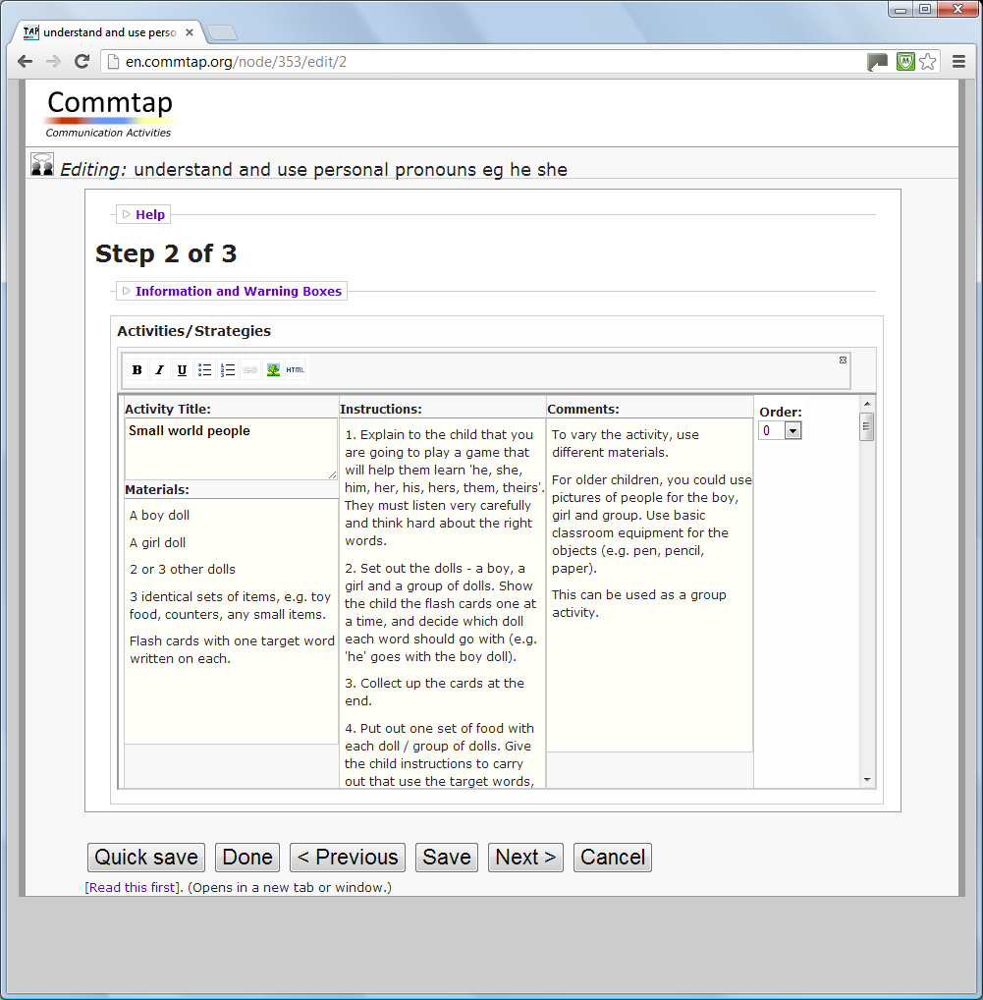 TAP understand and use perso
en.commtap.org/node/353/edit/2
Commtap
Communication Activities
Editing: understand and use personal pronouns eg he she
Help
Step 2 of 3
Information and Warning Boxes
Activities/Strategies
B I U HTML
Activity Title:
Small world people
Materials:
A boy doll
A girl doll
2 or 3 other dolls
3 identical sets of items, e.g. toy
food, counters, any small items.
Flash cards with one target word
written on each.
Instructions:
1. Explain to the child that you
are going to play a game that
will help them learn 'he, she,
him, her, his, hers, them, theirs'.
They must listen very carefully
and think hard about the right
words.
2. Set out the dolls - a boy, a
girl and a group of dolls. Show
the child the flash cards one at
a time, and decide which doll
each word should go with (e.g.
'he' goes with the boy doll).
3. Collect up the cards at the
end.
4. Put out one set of food with
each doll / group of dolls. Give
the child instructions to carry
out that use the target words,
Comments:
To vary the activity, use
different materials.
For older children, you could use
pictures of people for the boy,
girl and group. Use basic
classroom equipment for the
objects (e.g. pen, pencil,
paper).
This can be used as a group
activity.
Order:
0
Quick save Done < Previous Save Next > Cancel
[Read this first]. (Opens in a new tab or window.)